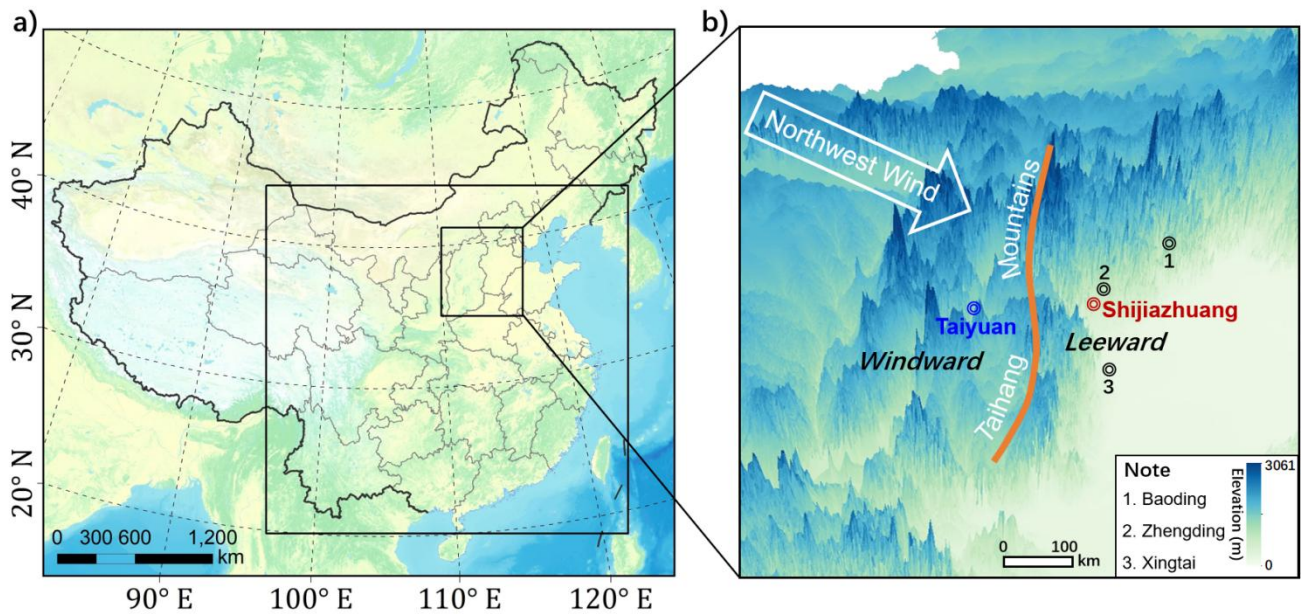 a)
40° N
30° N
20° N
0 300 600 1,200
km
90° E 100° E 110° E 120° E
b)
Northwest Wind
Mountains
Taihang
1
2
Shijiazhuang
Taiyuan
Leeward
Windward
3
Note
1. Baoding
2. Zhengding
3. Xingtai
Elevation (m)
3061
0
0 100
km